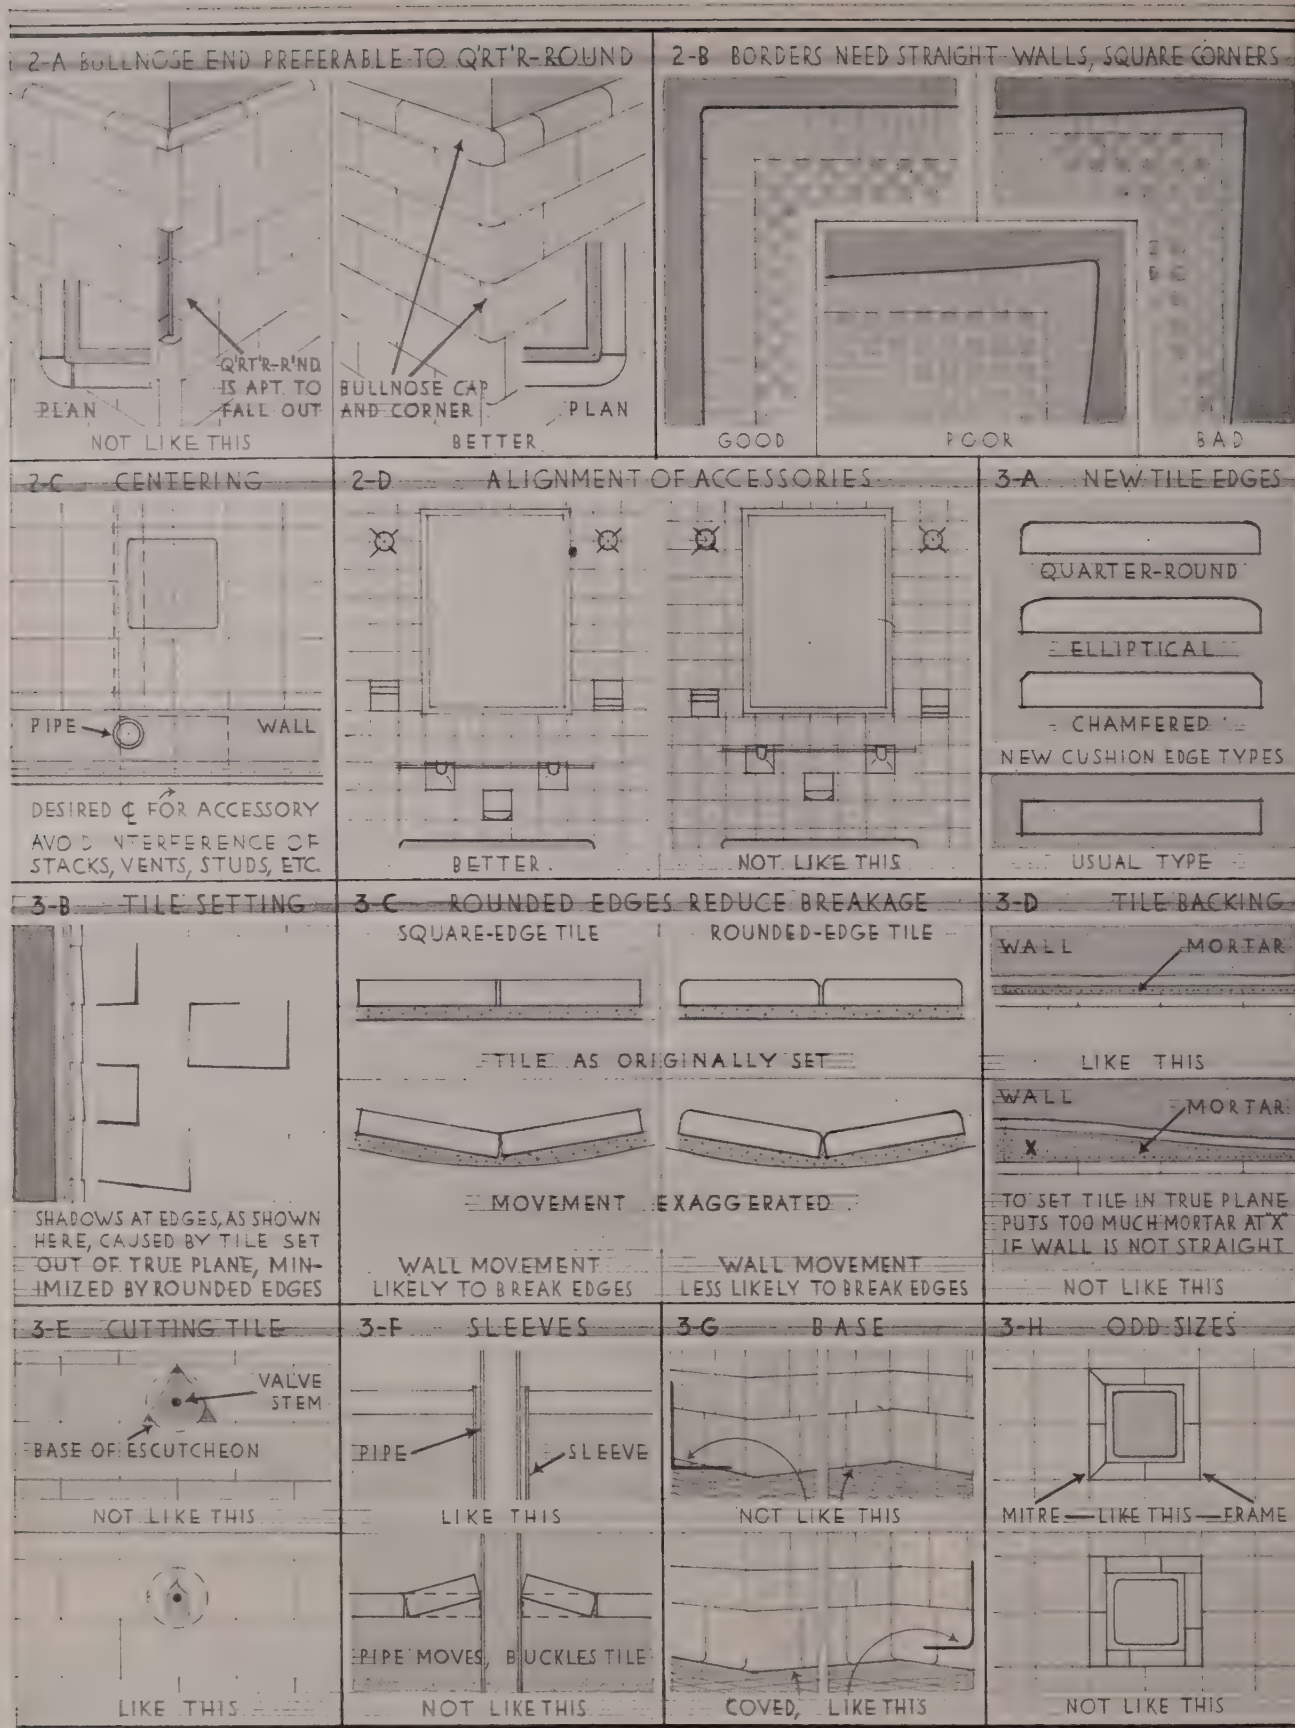 2-A BULLNOSE END PREFERABLE TO Q'RT'R-ROUND
Q'RT'R-R'ND
IS APT. TO
FALL OUT
PLAN
NOT LIKE THIS
BULLNOSE CAP
AND CORNER
PLAN
BETTER
2-B BORDERS NEED STRAIGHT WALLS, SQUARE CORNERS
GOOD
POOR
BAD
2-C CENTERING
PIPE
WALL
DESIRED ℄ FOR ACCESSORY
AVOID INTERFERENCE OF
STACKS, VENTS, STUDS, ETC.
2-D ALIGNMENT OF ACCESSORIES
BETTER
NOT LIKE THIS
3-A NEW TILE EDGES
QUARTER-ROUND
ELLIPTICAL
CHAMFERED
NEW CUSHION EDGE TYPES
USUAL TYPE
3-B TILE SETTING
SHADOWS AT EDGES, AS SHOWN
HERE, CAUSED BY TILE SET
OUT OF TRUE PLANE, MIN-
IMIZED BY ROUNDED EDGES
3-C ROUNDED EDGES REDUCE BREAKAGE
SQUARE-EDGE TILE
ROUNDED-EDGE TILE
TILE AS ORIGINALLY SET
MOVEMENT EXAGGERATED
WALL MOVEMENT
LIKELY TO BREAK EDGES
WALL MOVEMENT
LESS LIKELY TO BREAK EDGES
3-D TILE BACKING
WALL
MORTAR
LIKE THIS
WALL
MORTAR
X
TO SET TILE IN TRUE PLANE
PUTS TOO MUCH MORTAR AT "X"
IF WALL IS NOT STRAIGHT
NOT LIKE THIS
3-E CUTTING TILE
VALVE
STEM
BASE OF ESCUTCHEON
NOT LIKE THIS
LIKE THIS
3-F SLEEVES
PIPE
SLEEVE
LIKE THIS
PIPE MOVES, BUCKLES TILE
NOT LIKE THIS
3-G BASE
NOT LIKE THIS
COVED, LIKE THIS
3-H ODD SIZES
MITRE — LIKE THIS — FRAME
NOT LIKE THIS